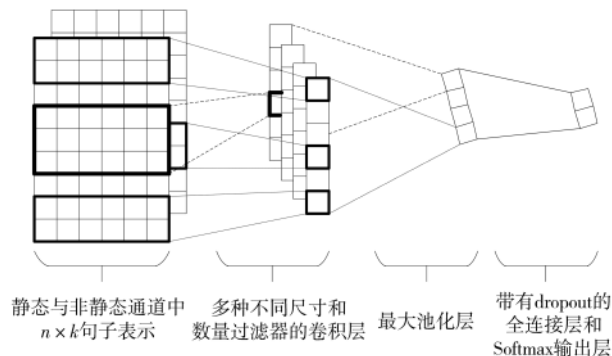 静态与非静态通道中
n×k句子表示
多种不同尺寸和
数量过滤器的卷积层
最大池化层
带有dropout的
全连接层和
Softmax输出层